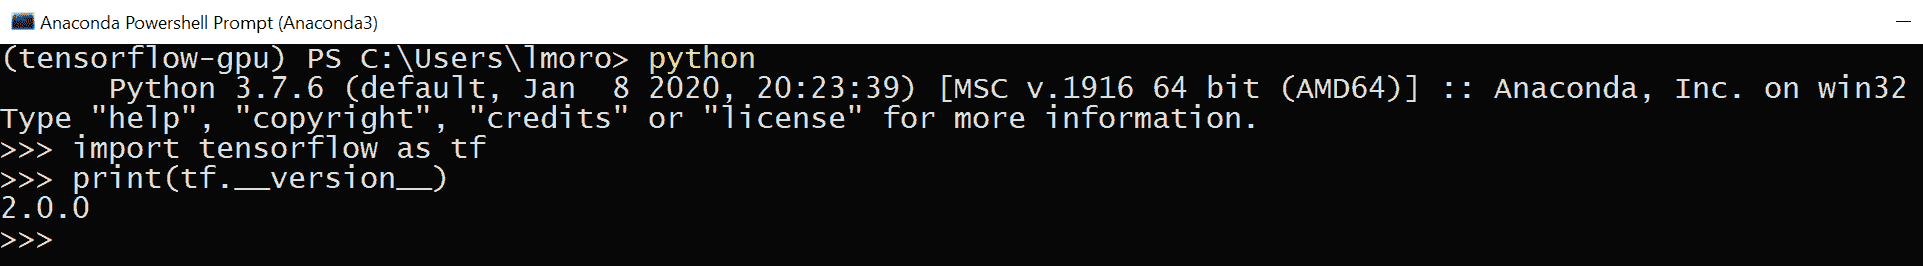 Anaconda Powershell Prompt (Anaconda3)
(tensorflow-gpu) PS C:\Users\lmoro> python
Python 3.7.6 (default, Jan  8 2020, 20:23:39) [MSC v.1916 64 bit (AMD64)] :: Anaconda, Inc. on win32
Type "help", "copyright", "credits" or "license" for more information.
>>> import tensorflow as tf
>>> print(tf.__version__)
2.0.0
>>>